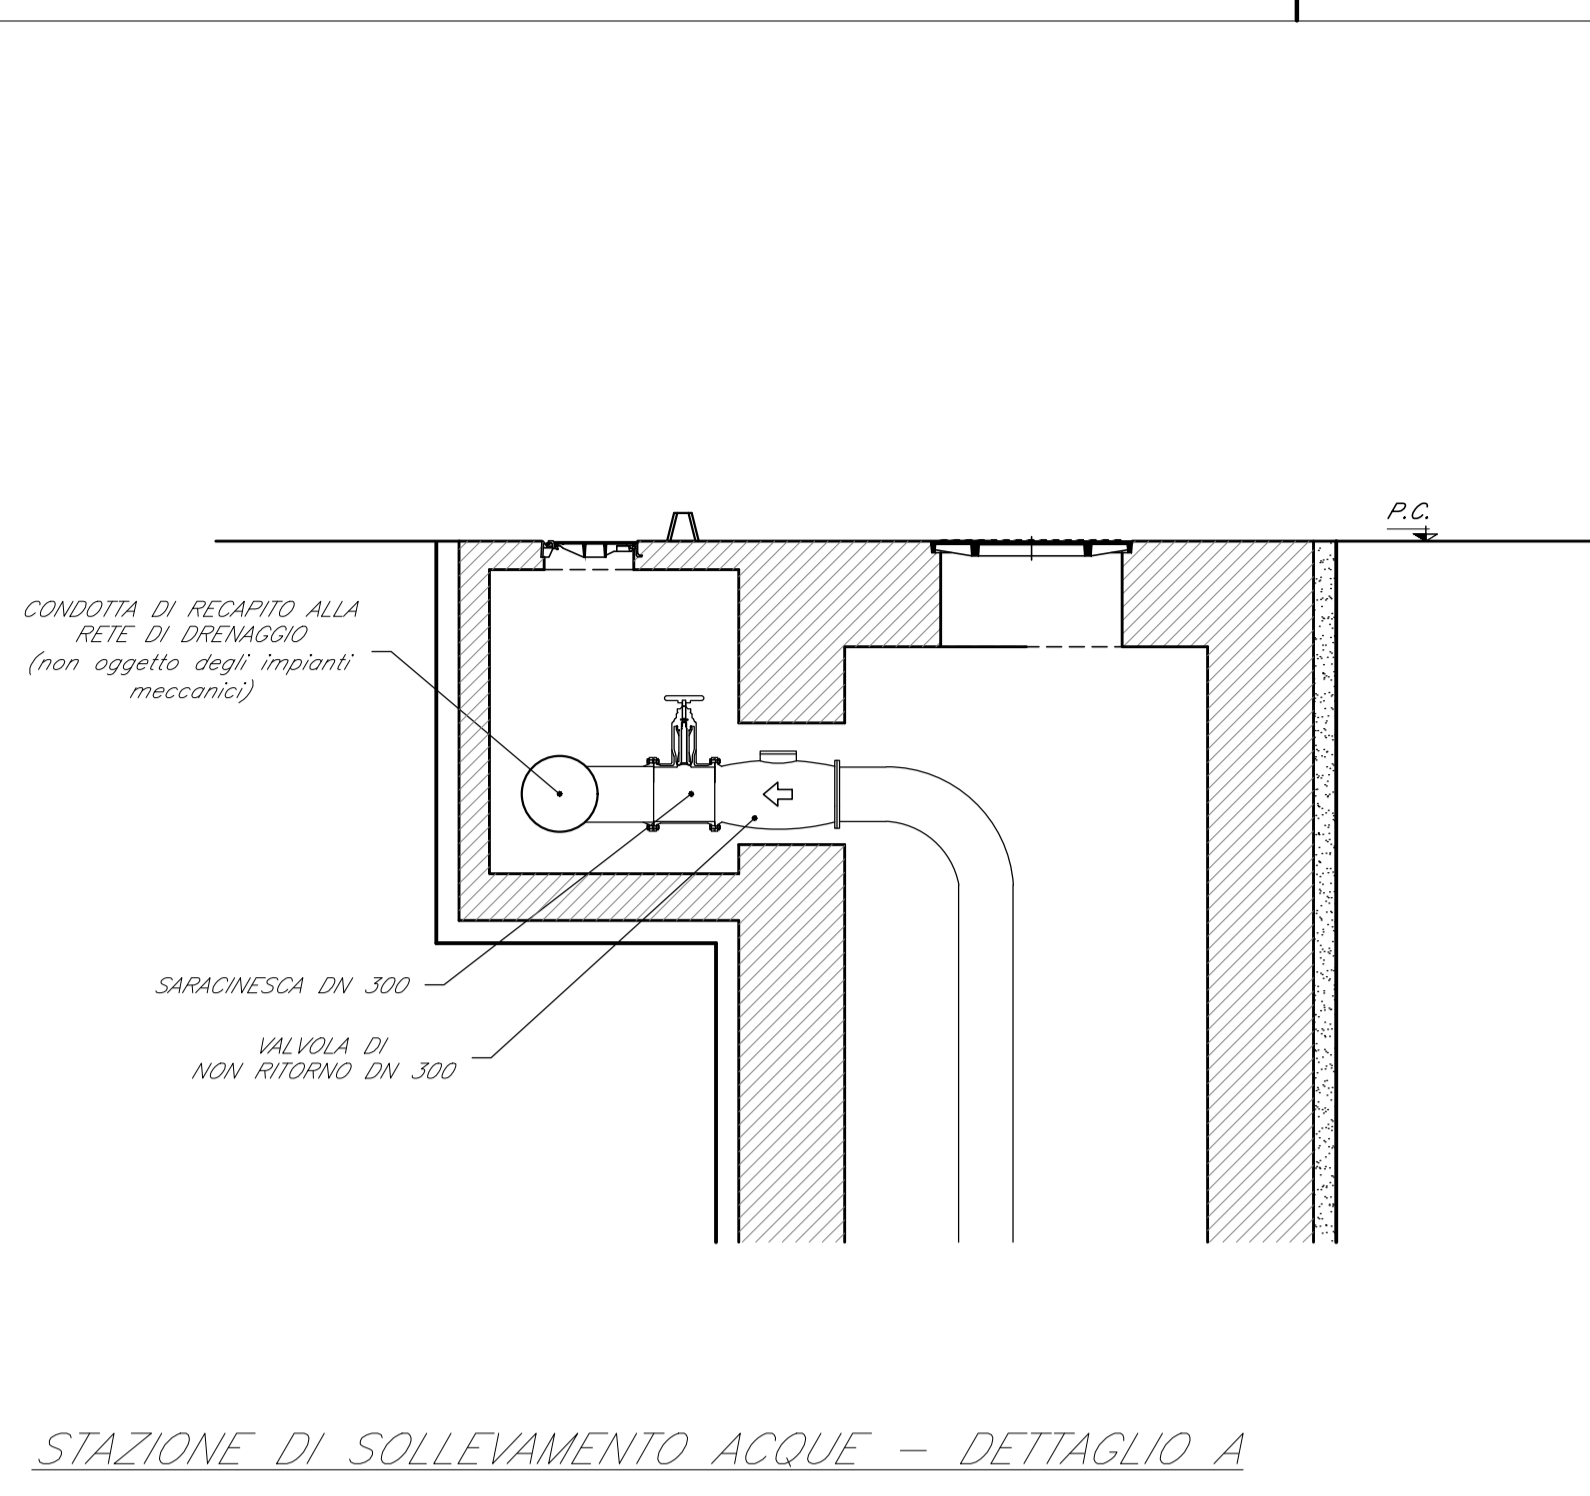 P.C.
CONDOTTA DI RECAPITO ALLA
RETE DI DRENAGGIO
(non oggetto degli impianti
meccanici)
SARACINESCA DN 300
VALVOLA DI
NON RITORNO DN 300
STAZIONE DI SOLLEVAMENTO ACQUE – DETTAGLIO A